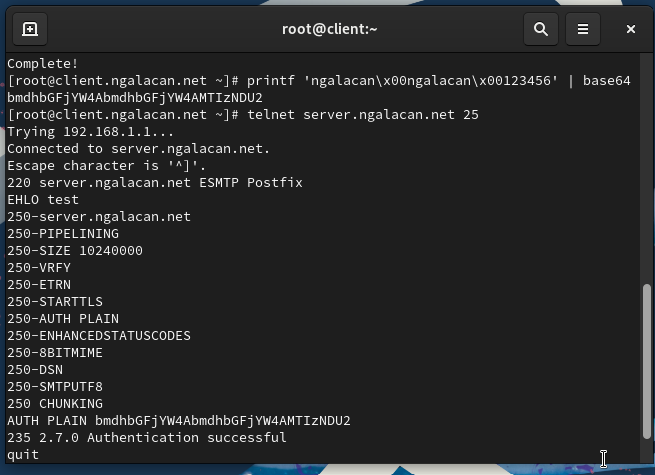 root@client:~
Complete!
[root@client.ngalacan.net ~]# printf 'ngalacan\x00ngalacan\x00123456' | base64
bmdhbGFjYW4AbmdhbGFjYW4AMTIzNDU2
[root@client.ngalacan.net ~]# telnet server.ngalacan.net 25
Trying 192.168.1.1...
Connected to server.ngalacan.net.
Escape character is '^]'.
220 server.ngalacan.net ESMTP Postfix
EHLO test
250-server.ngalacan.net
250-PIPELINING
250-SIZE 10240000
250-VRFY
250-ETRN
250-STARTTLS
250-AUTH PLAIN
250-ENHANCEDSTATUSCODES
250-8BITMIME
250-DSN
250-SMTPUTF8
250 CHUNKING
AUTH PLAIN bmdhbGFjYW4AbmdhbGFjYW4AMTIzNDU2
235 2.7.0 Authentication successful
quit